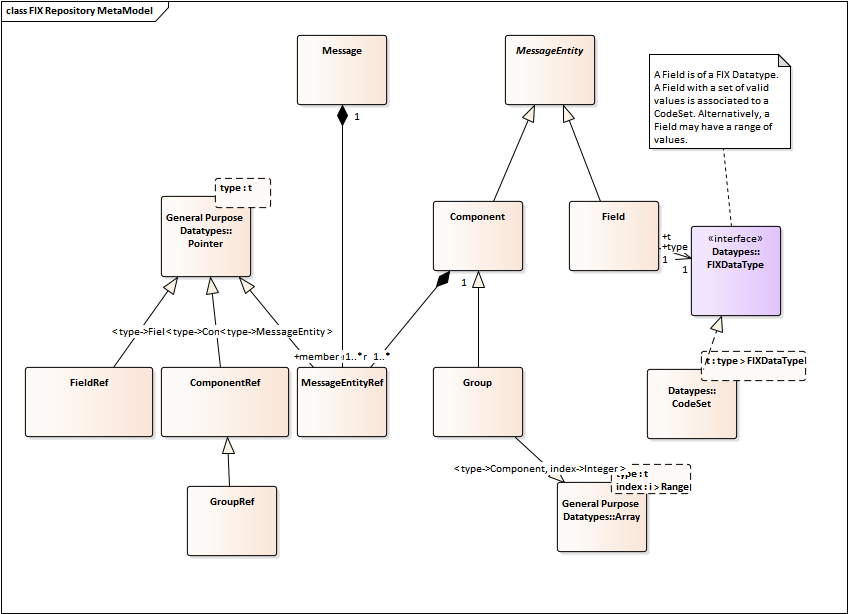 class FIX Repository MetaModel
Message
MessageEntity
1
A Field is of a FIX Datatype.
A Field with a set of valid
values is associated to a
CodeSet. Alternatively, a
Field may have a range of
values.
type : t
General Purpose
Datatypes::
Pointer
Component
Field
+t
+type
1
1
«interface»
Dataypes::
FIXDataType
1
<type->Fiel
<type->Con
<type->MessageEntity>
+member
1..*
r
1..*
t : type > FIXDataType
FieldRef
ComponentRef
MessageEntityRef
Group
Dataypes::
CodeSet
<type->Component, index->Integer>
type : t
index : i > Range
GroupRef
General Purpose
Datatypes::Array